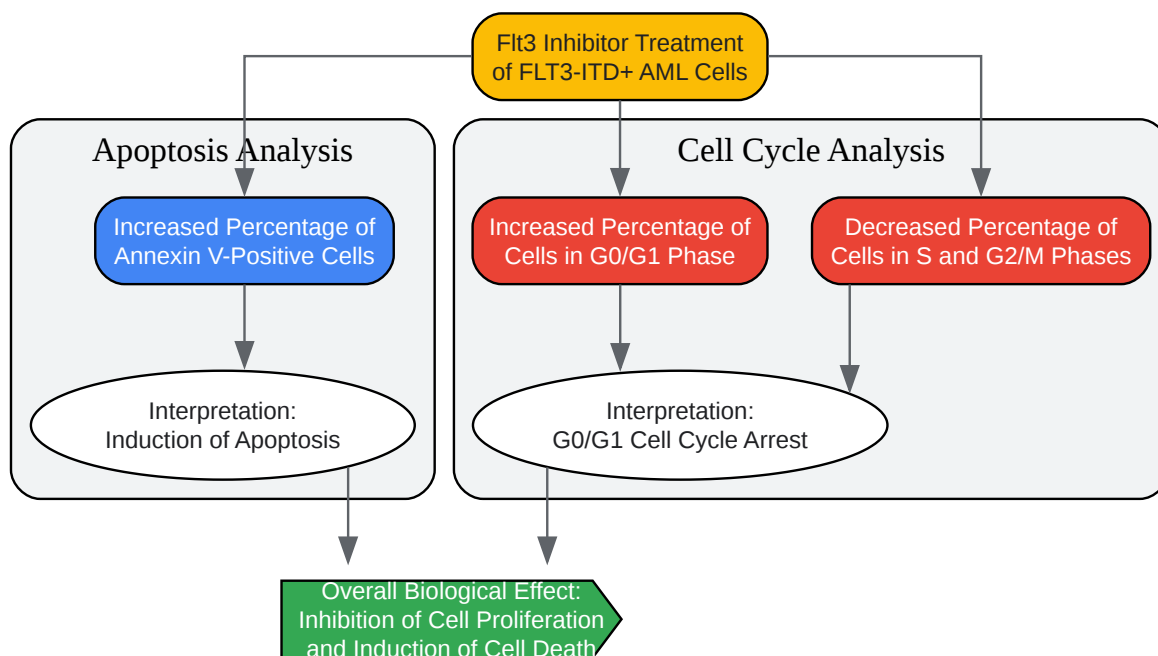 Flt3 Inhibitor Treatment
of FLT3-ITD+ AML Cells
Apoptosis Analysis
Cell Cycle Analysis
Increased Percentage of
Annexin V-Positive Cells
Increased Percentage of
Cells in G0/G1 Phase
Decreased Percentage of
Cells in S and G2/M Phases
Interpretation:
Induction of Apoptosis
Interpretation:
G0/G1 Cell Cycle Arrest
Overall Biological Effect:
Inhibition of Cell Proliferation
and Induction of Cell Death